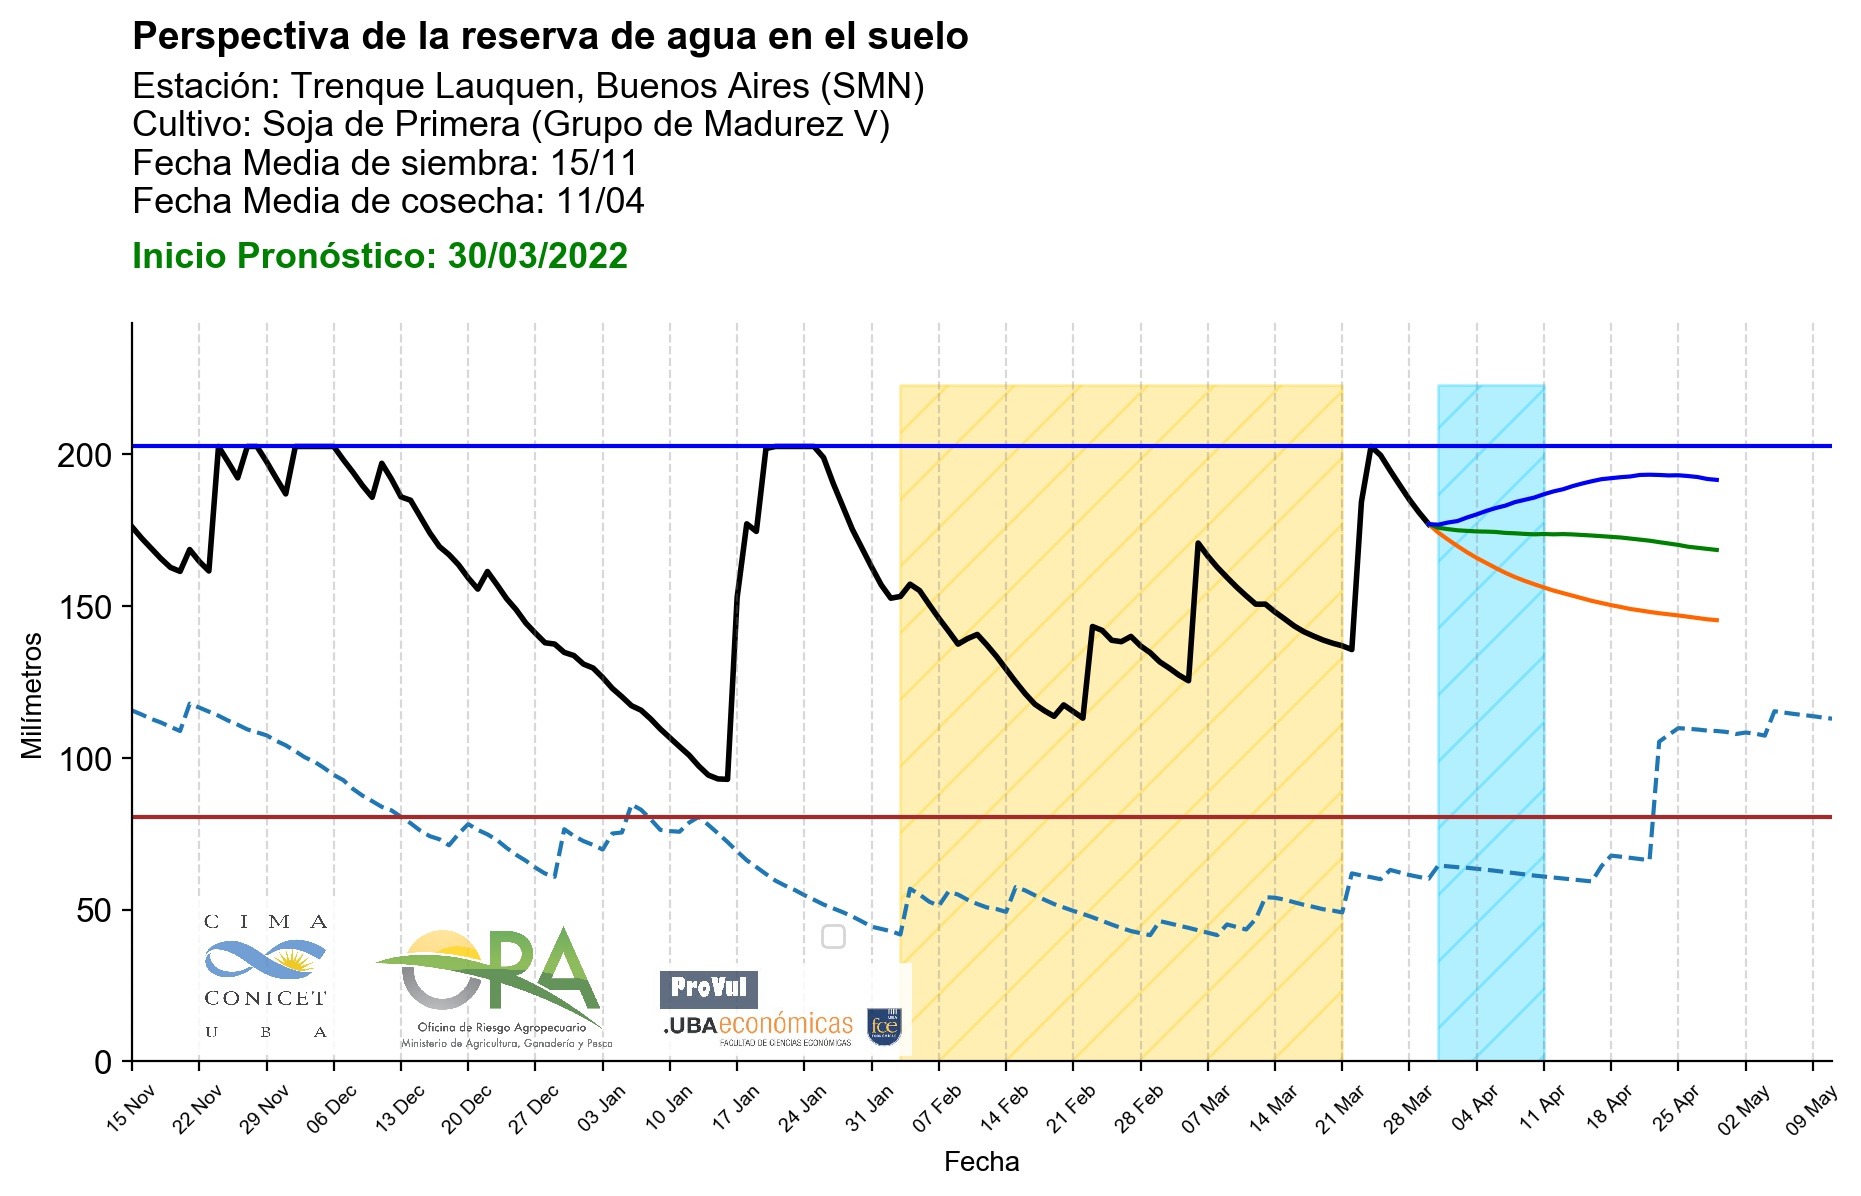 Perspectiva de la reserva de agua en el suelo
Estación: Trenque Lauquen, Buenos Aires (SMN)
Cultivo: Soja de Primera (Grupo de Madurez V)
Fecha Media de siembra: 15/11
Fecha Media de cosecha: 11/04
Inicio Pronóstico: 30/03/2022
200
150
100
50
0
Milímetros
C I M A
CONICET
U B A
ORA
Oficina de Riesgo Agropecuario
Ministerio de Agricultura, Ganadería y Pesca
ProVul
.UBAeconómicas
FACULTAD DE CIENCIAS ECONÓMICAS
UBA
fce
15 Nov
22 Nov
29 Nov
06 Dec
13 Dec
20 Dec
27 Dec
03 Jan
10 Jan
17 Jan
24 Jan
31 Jan
07 Feb
14 Feb
21 Feb
28 Feb
07 Mar
14 Mar
21 Mar
28 Mar
04 Apr
11 Apr
18 Apr
25 Apr
02 May
09 May
Fecha